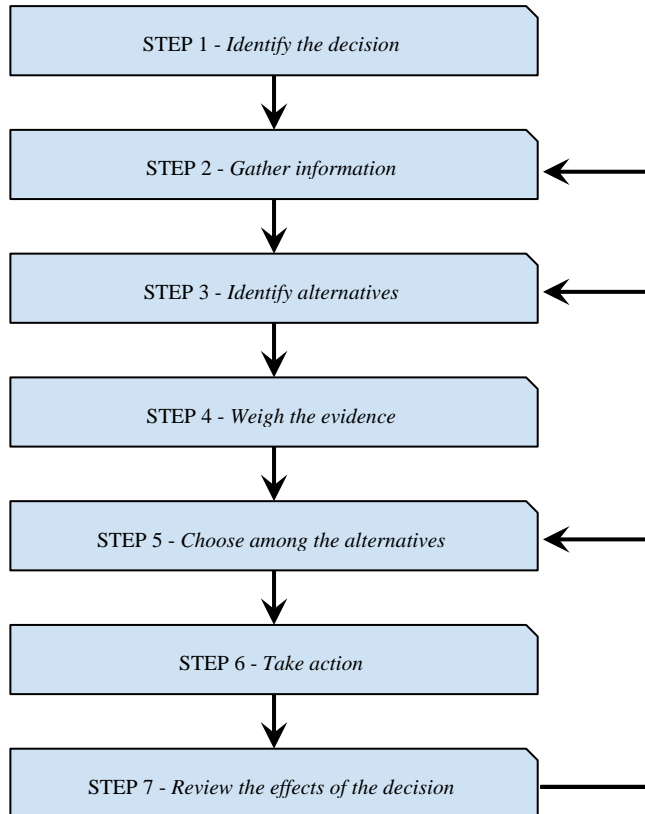 STEP 1 - Identify the decision
STEP 2 - Gather information
STEP 3 - Identify alternatives
STEP 4 - Weigh the evidence
STEP 5 - Choose among the alternatives
STEP 6 - Take action
STEP 7 - Review the effects of the decision